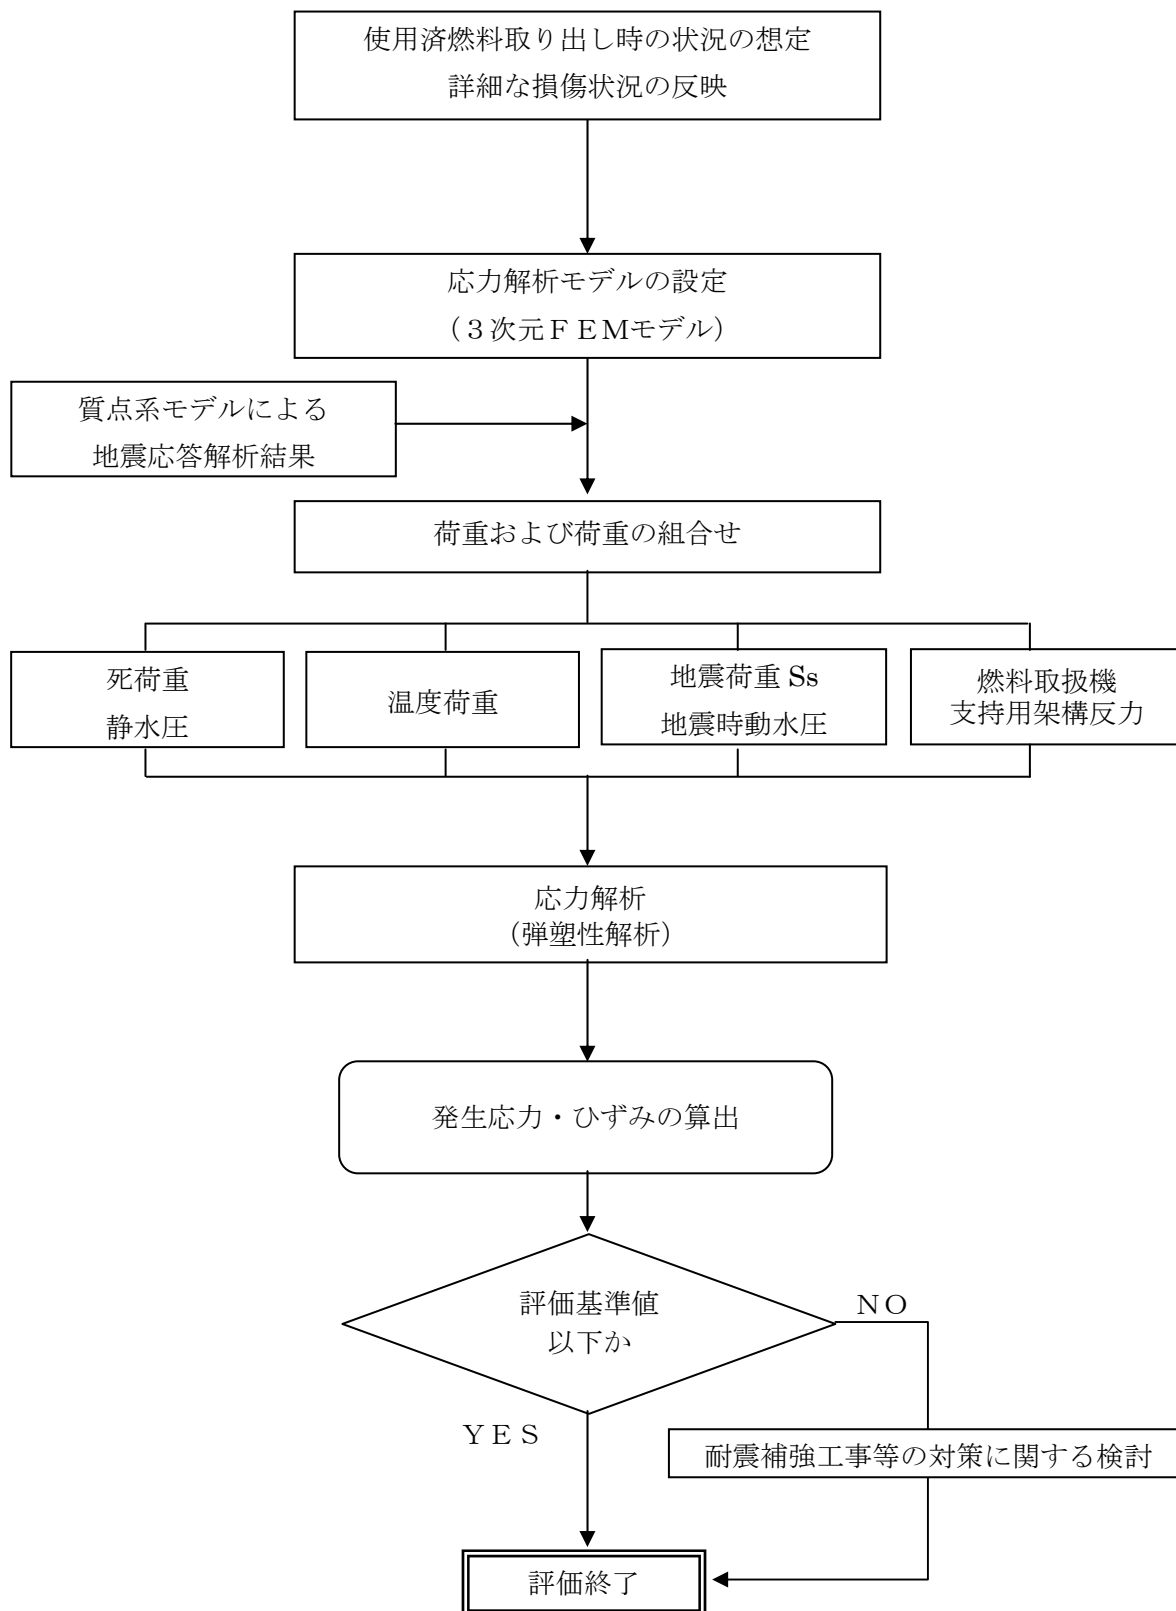 使用済燃料取り出し時の状況の想定
詳細な損傷状況の反映
応力解析モデルの設定
（３次元ＦＥＭモデル）
質点系モデルによる
地震応答解析結果
荷重および荷重の組合せ
死荷重
静水圧
温度荷重
地震荷重 Ss
地震時動水圧
燃料取扱機
支持用架構反力
応力解析
（弾塑性解析）
発生応力・ひずみの算出
評価基準値
以下か
ＮＯ
ＹＥＳ
耐震補強工事等の対策に関する検討
評価終了